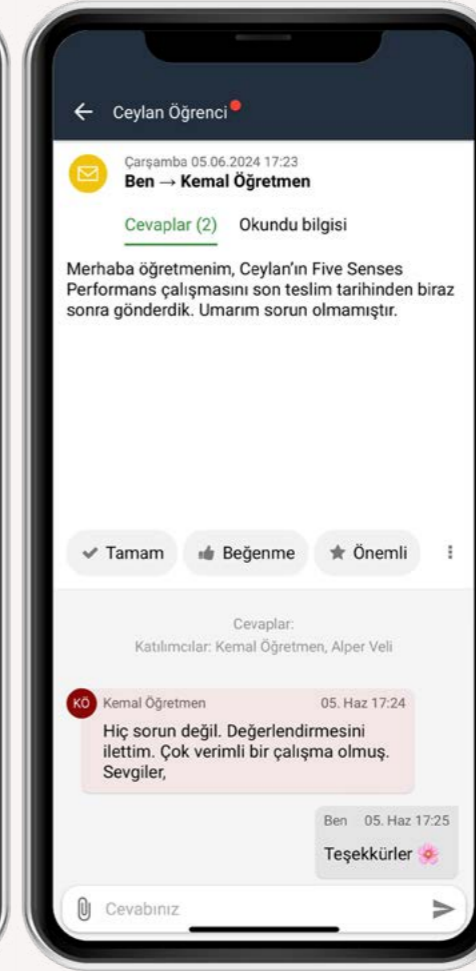 Ceylan Öğrenci
Çarşamba 05.06.2024 17:23
Ben → Kemal Öğretmen
Cevaplar (2) Okundu bilgisi
Merhaba öğretmenim, Ceylan’ın Five Senses
Performans çalışmasını son teslim tarihinden biraz
sonra gönderdik. Umarım sorun olmamıştır.
Tamam Beğenme Önemli
Cevaplar:
Katılımcılar: Kemal Öğretmen, Alper Veli
KÖ Kemal Öğretmen 05. Haz 17:24
Hiç sorun değil. Değerlendirmesini
ilettim. Çok verimli bir çalışma olmuş.
Sevgiler,
Ben 05. Haz 17:25
Teşekkürler 🌸
Cevabınız